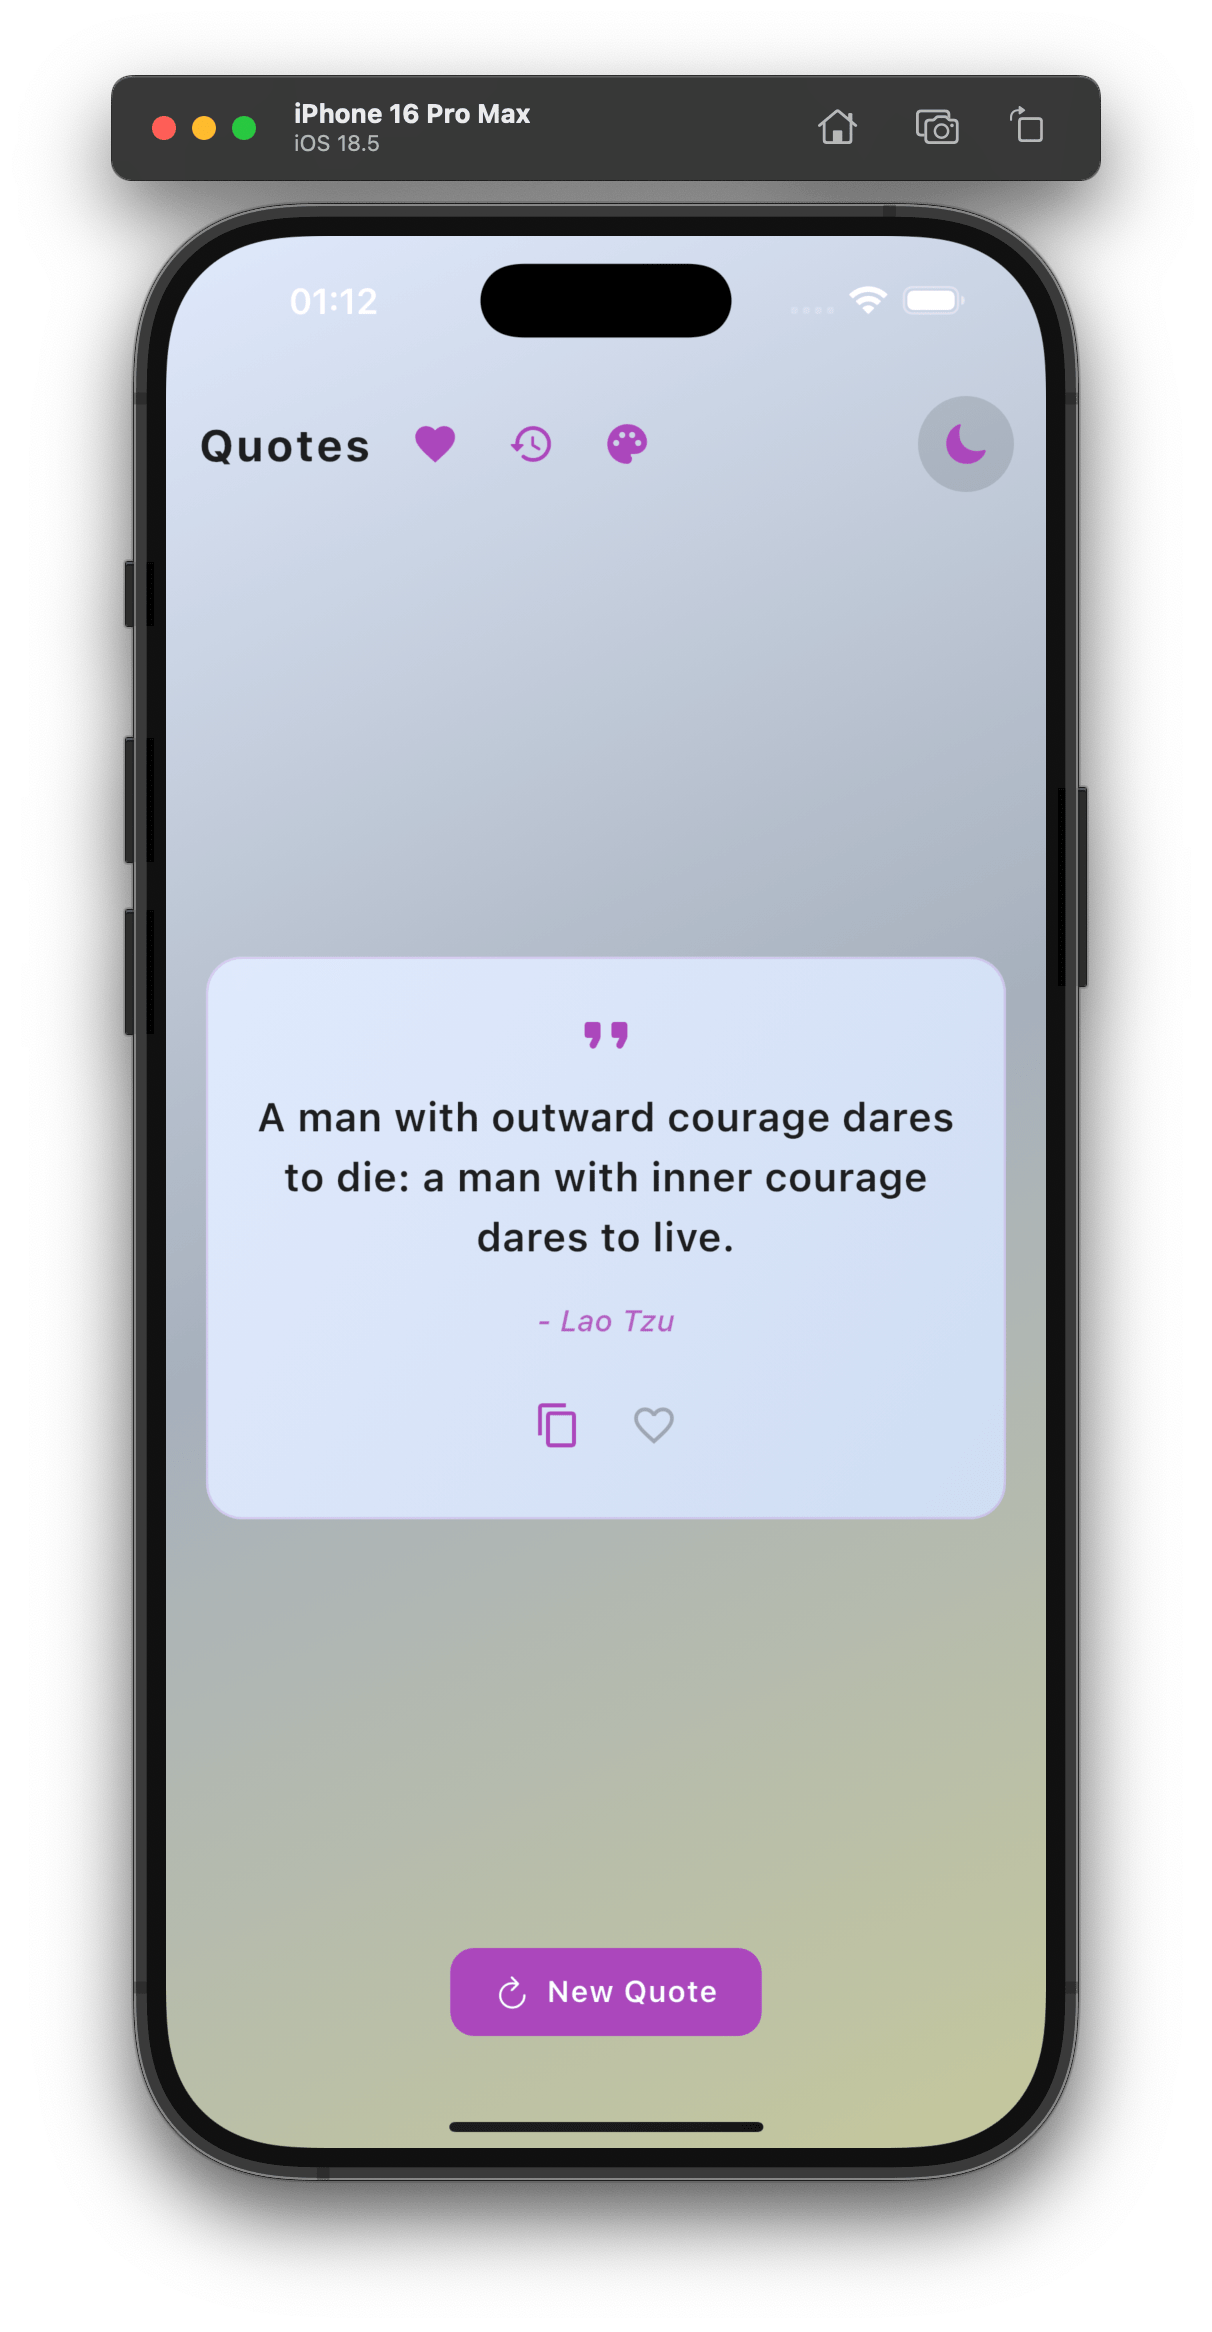 iPhone 16 Pro Max
iOS 18.5
01:12
Quotes
A man with outward courage dares
to die: a man with inner courage
dares to live.
- Lao Tzu
New Quote